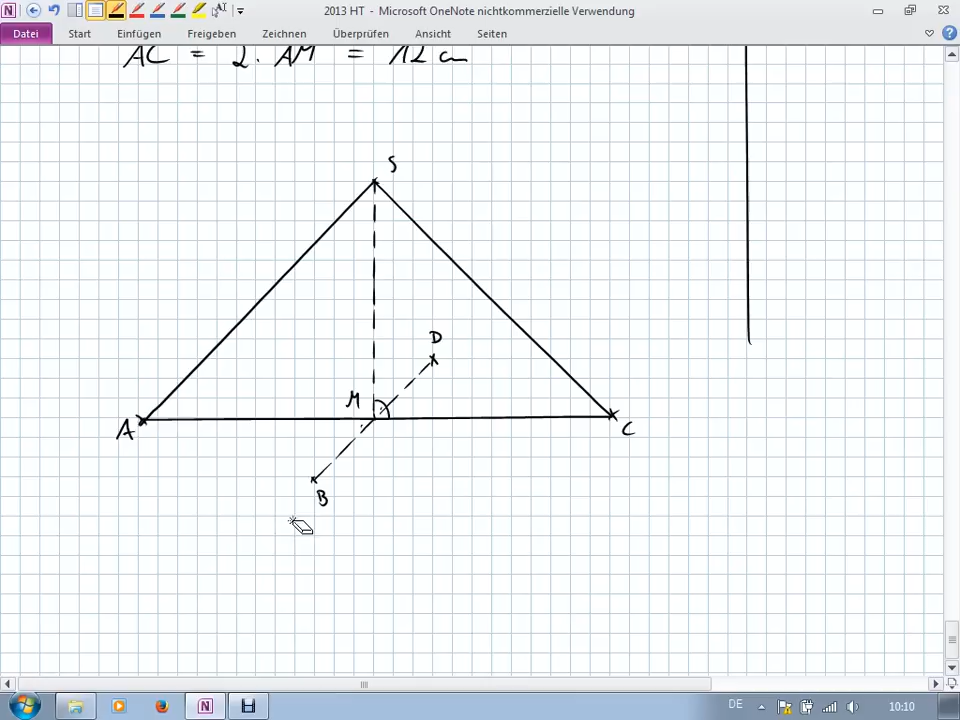 2013 HT - Microsoft OneNote nichtkommerzielle Verwendung
Datei Start Einfügen Freigeben Zeichnen Überprüfen Ansicht Seiten
AC = 2 · AM = 12 cm
S
D
M
A
C
B
DE 10:10